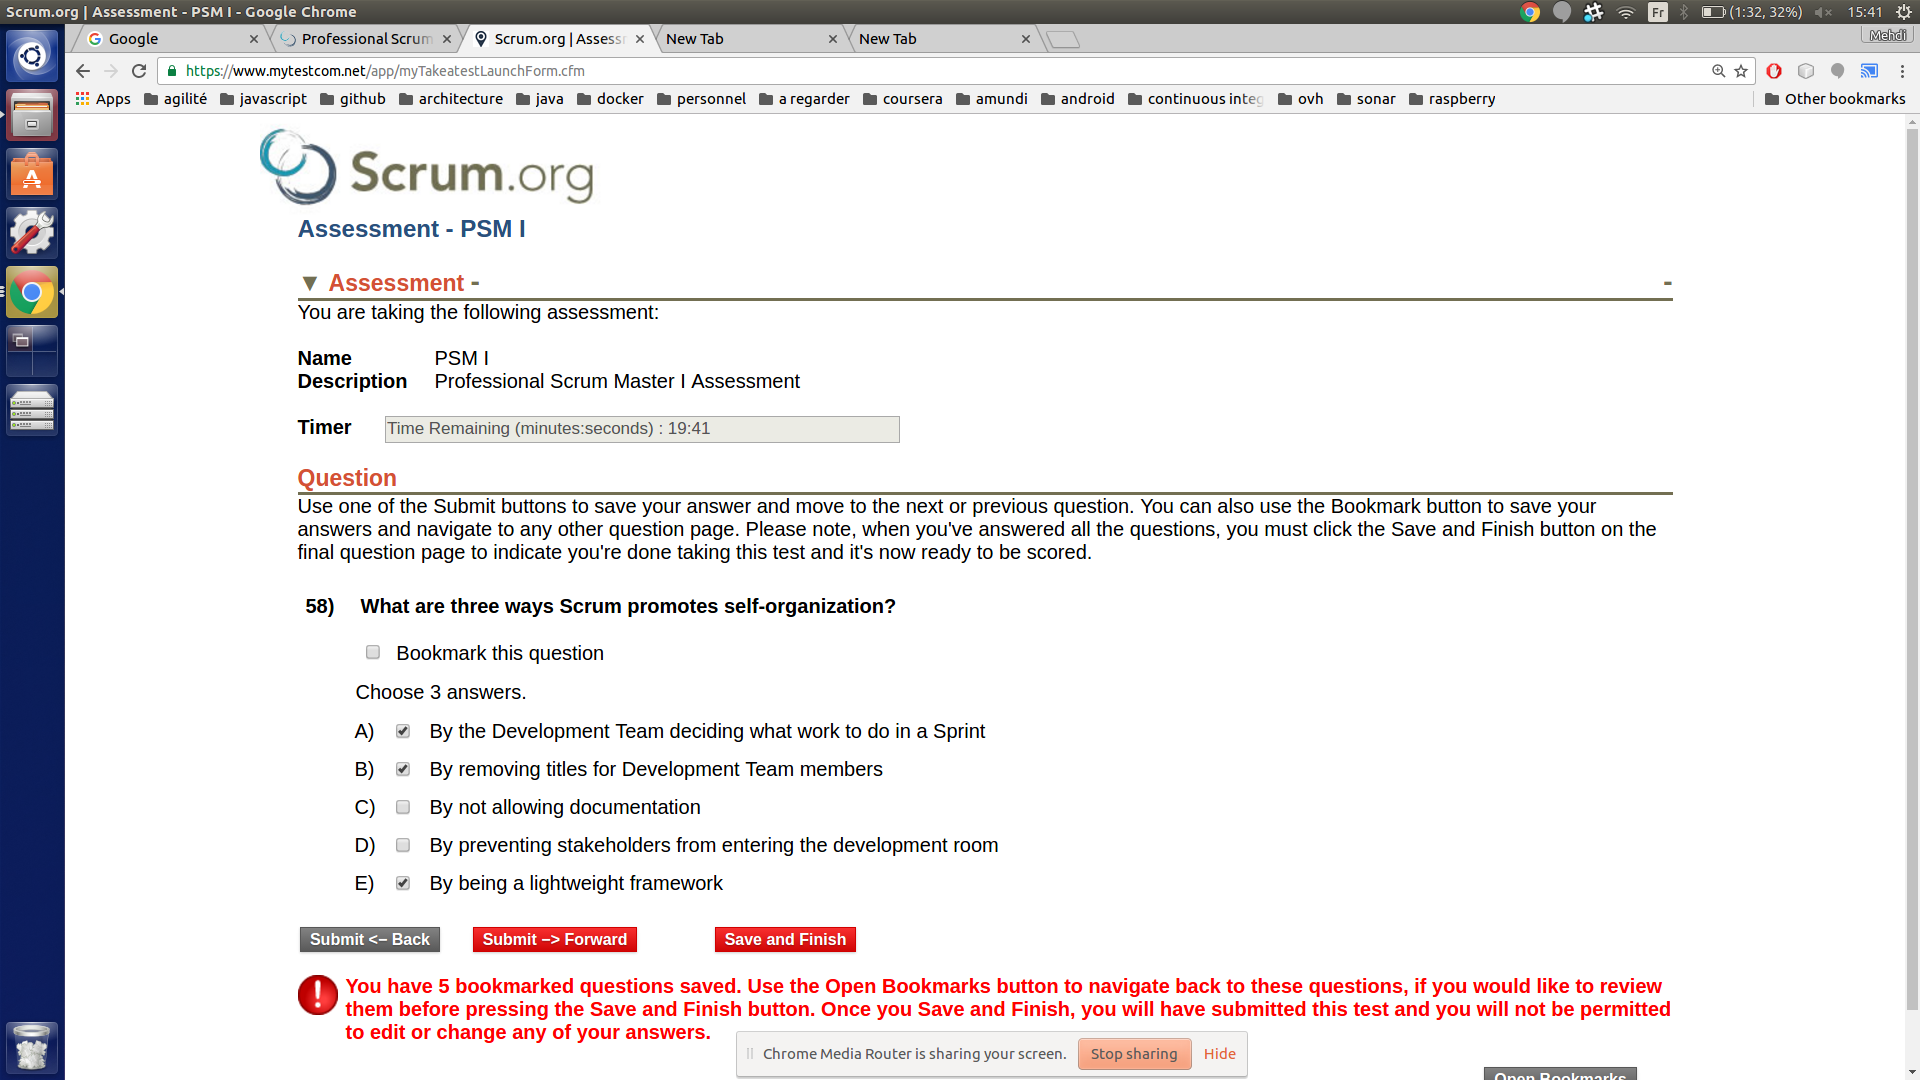 Scrum.org | Assessment - PSM I - Google Chrome
Fr
(1:32, 32%)
15:41
Google
Professional Scrum
Scrum.org | Assess
New Tab
New Tab
Mehdi
https://www.mytestcom.net/app/myTakeatestLaunchForm.cfm
Apps agilité javascript github architecture java docker personnel a regarder coursera amundi android continuous integ ovh sonar raspberry Other bookmarks
Scrum.org
Assessment - PSM I
▼ Assessment - -
You are taking the following assessment:
Name PSM I
Description Professional Scrum Master I Assessment
Timer Time Remaining (minutes:seconds) : 19:41
Question
Use one of the Submit buttons to save your answer and move to the next or previous question. You can also use the Bookmark button to save your
answers and navigate to any other question page. Please note, when you've answered all the questions, you must click the Save and Finish button on the
final question page to indicate you're done taking this test and it's now ready to be scored.
58) What are three ways Scrum promotes self-organization?
Bookmark this question
Choose 3 answers.
A) By the Development Team deciding what work to do in a Sprint
B) By removing titles for Development Team members
C) By not allowing documentation
D) By preventing stakeholders from entering the development room
E) By being a lightweight framework
Submit <– Back Submit –> Forward Save and Finish
You have 5 bookmarked questions saved. Use the Open Bookmarks button to navigate back to these questions, if you would like to review
them before pressing the Save and Finish button. Once you Save and Finish, you will have submitted this test and you will not be permitted
to edit or change any of your answers.
Chrome Media Router is sharing your screen. Stop sharing Hide
Open Bookmarks